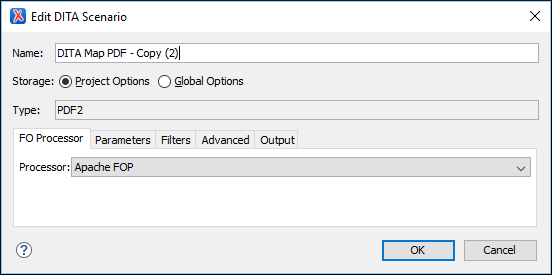 Edit DITA Scenario
Name: DITA Map PDF - Copy (2)
Storage: Project Options Global Options
Type: PDF2
FO Processor Parameters Filters Advanced Output
Processor: Apache FOP
? OK Cancel